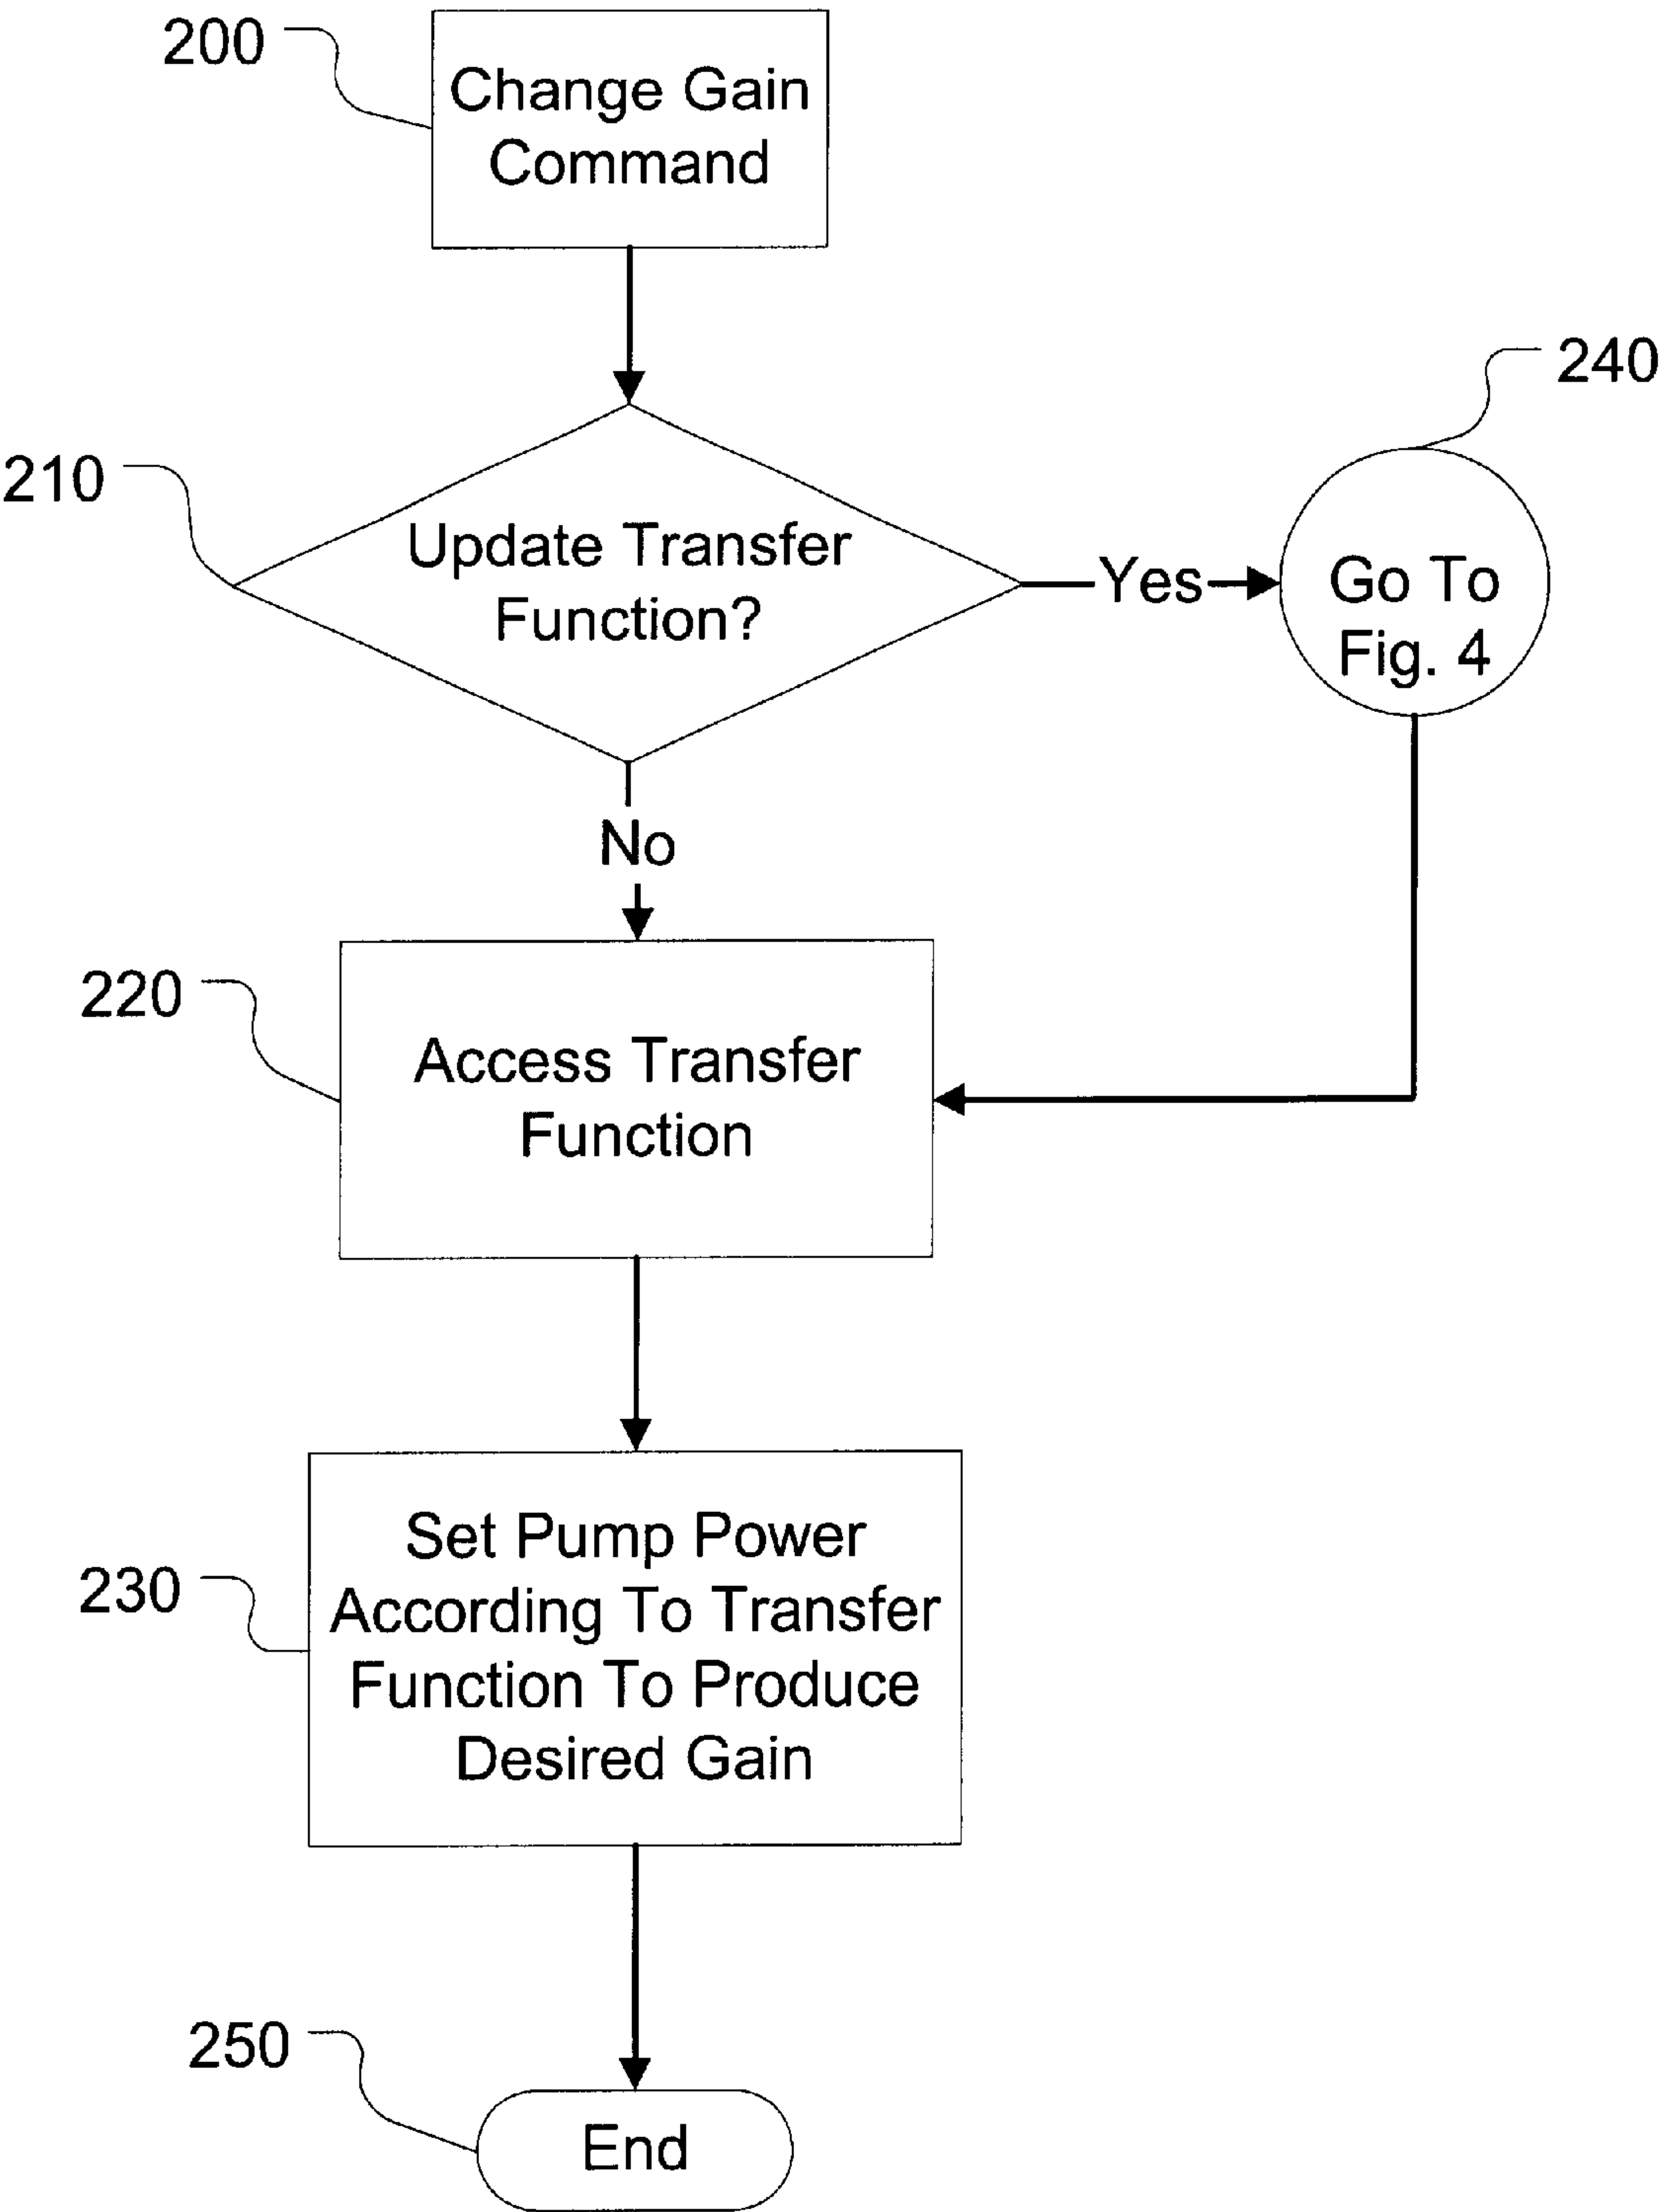 200
Change Gain
Command
240
210
Update Transfer
Function?
Yes
Go To
Fig. 4
No
220
Access Transfer
Function
230
Set Pump Power
According To Transfer
Function To Produce
Desired Gain
250
End